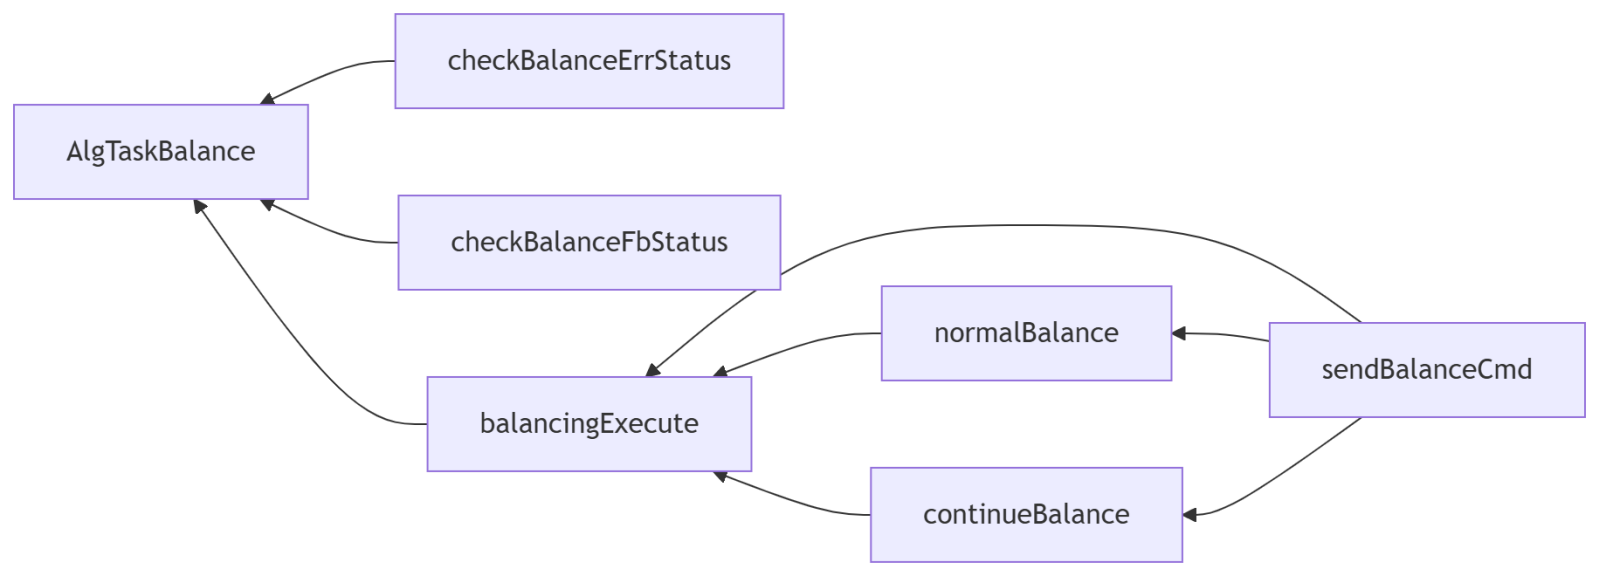 checkBalanceErrStatus
AlgTaskBalance
checkBalanceFbStatus
normalBalance
sendBalanceCmd
balancingExecute
continueBalance